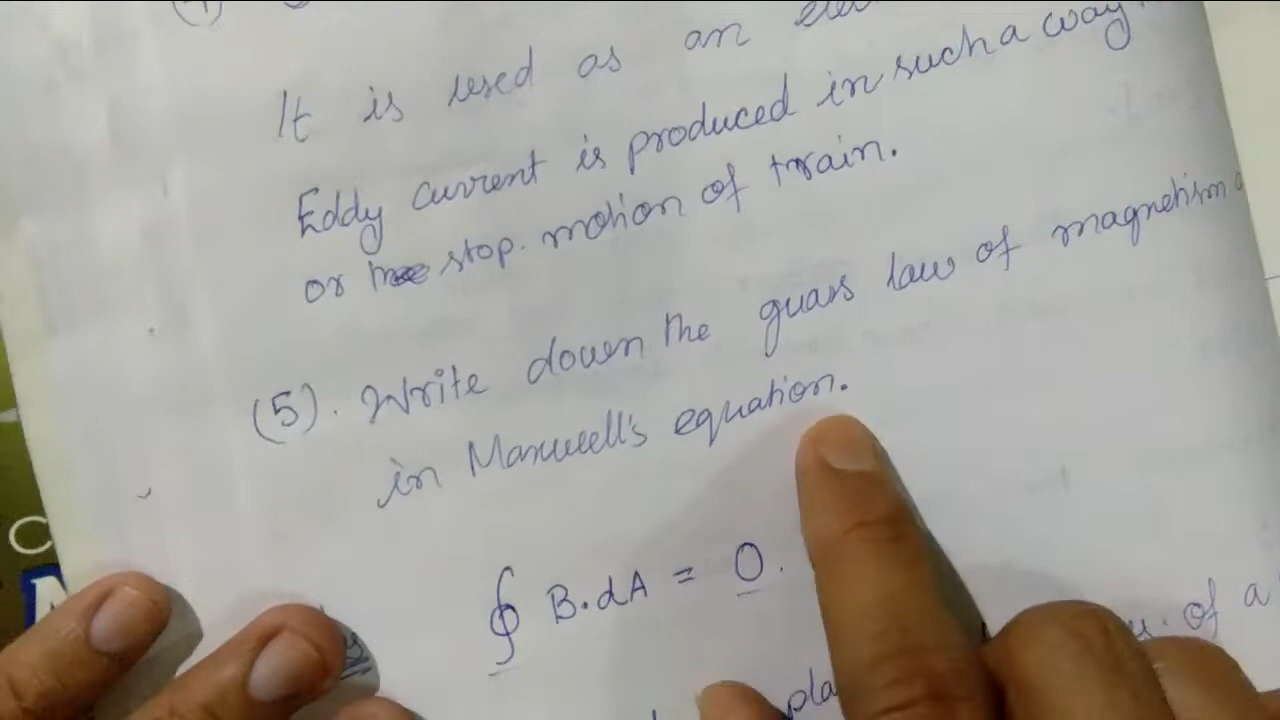 It is used as an
Eddy current is produced in such a way
or stop. motion of train.
(5). Write down the guass law of magnetism
in Maxwell's equation.
∮ B.dA = 0.
of a